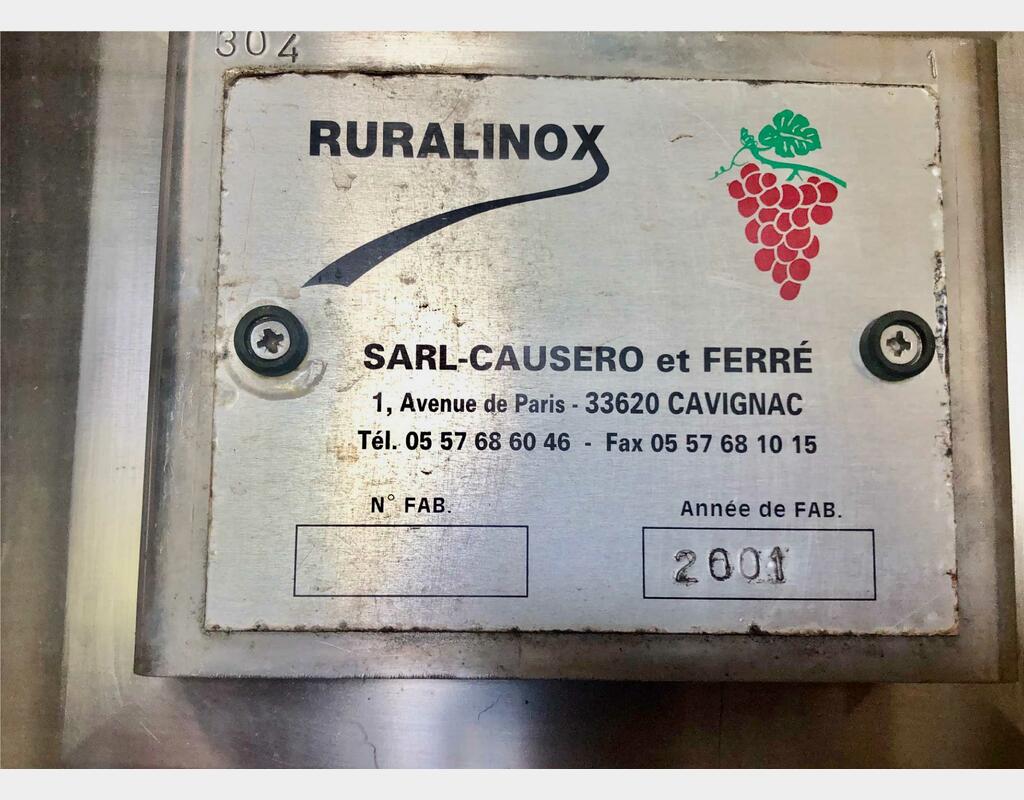 304
1
RURALINOX
SARL-CAUSERO et FERRÉ
1, Avenue de Paris - 33620 CAVIGNAC
Tél. 05 57 68 60 46 - Fax 05 57 68 10 15
N° FAB.
Année de FAB.
2001